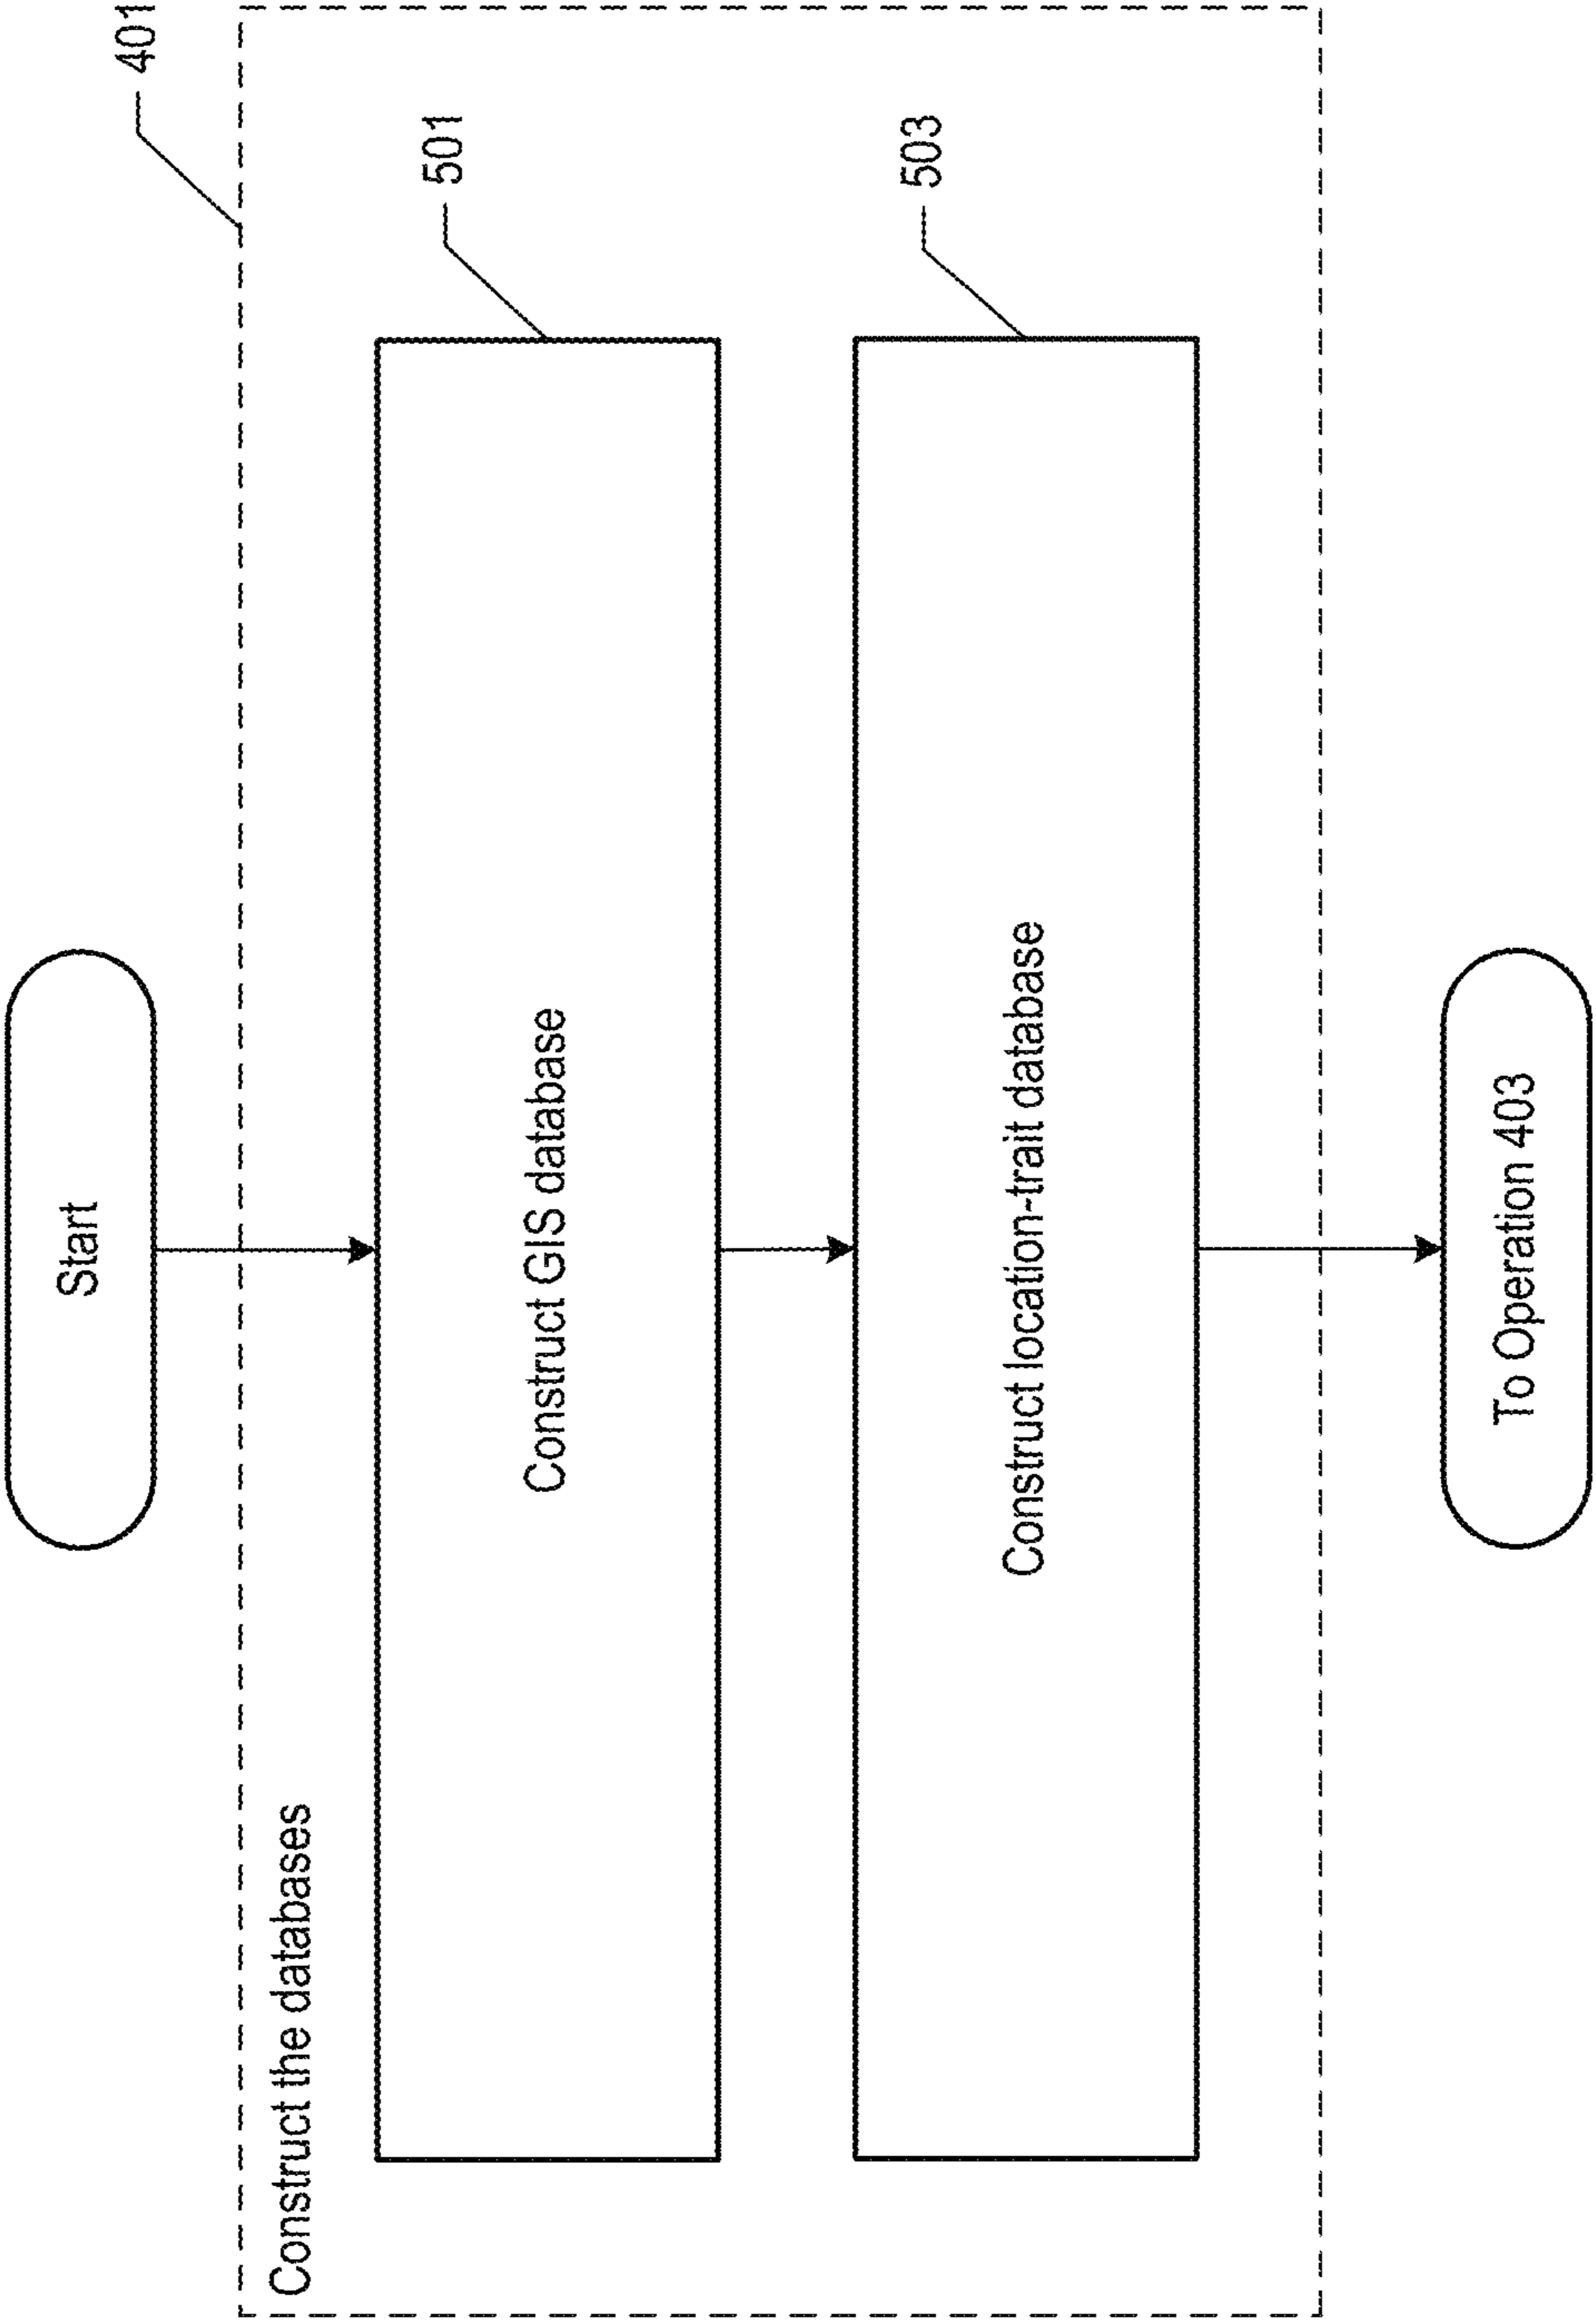 Start
401
Construct the databases
501
Construct GIS database
503
Construct location-trait database
To Operation 403